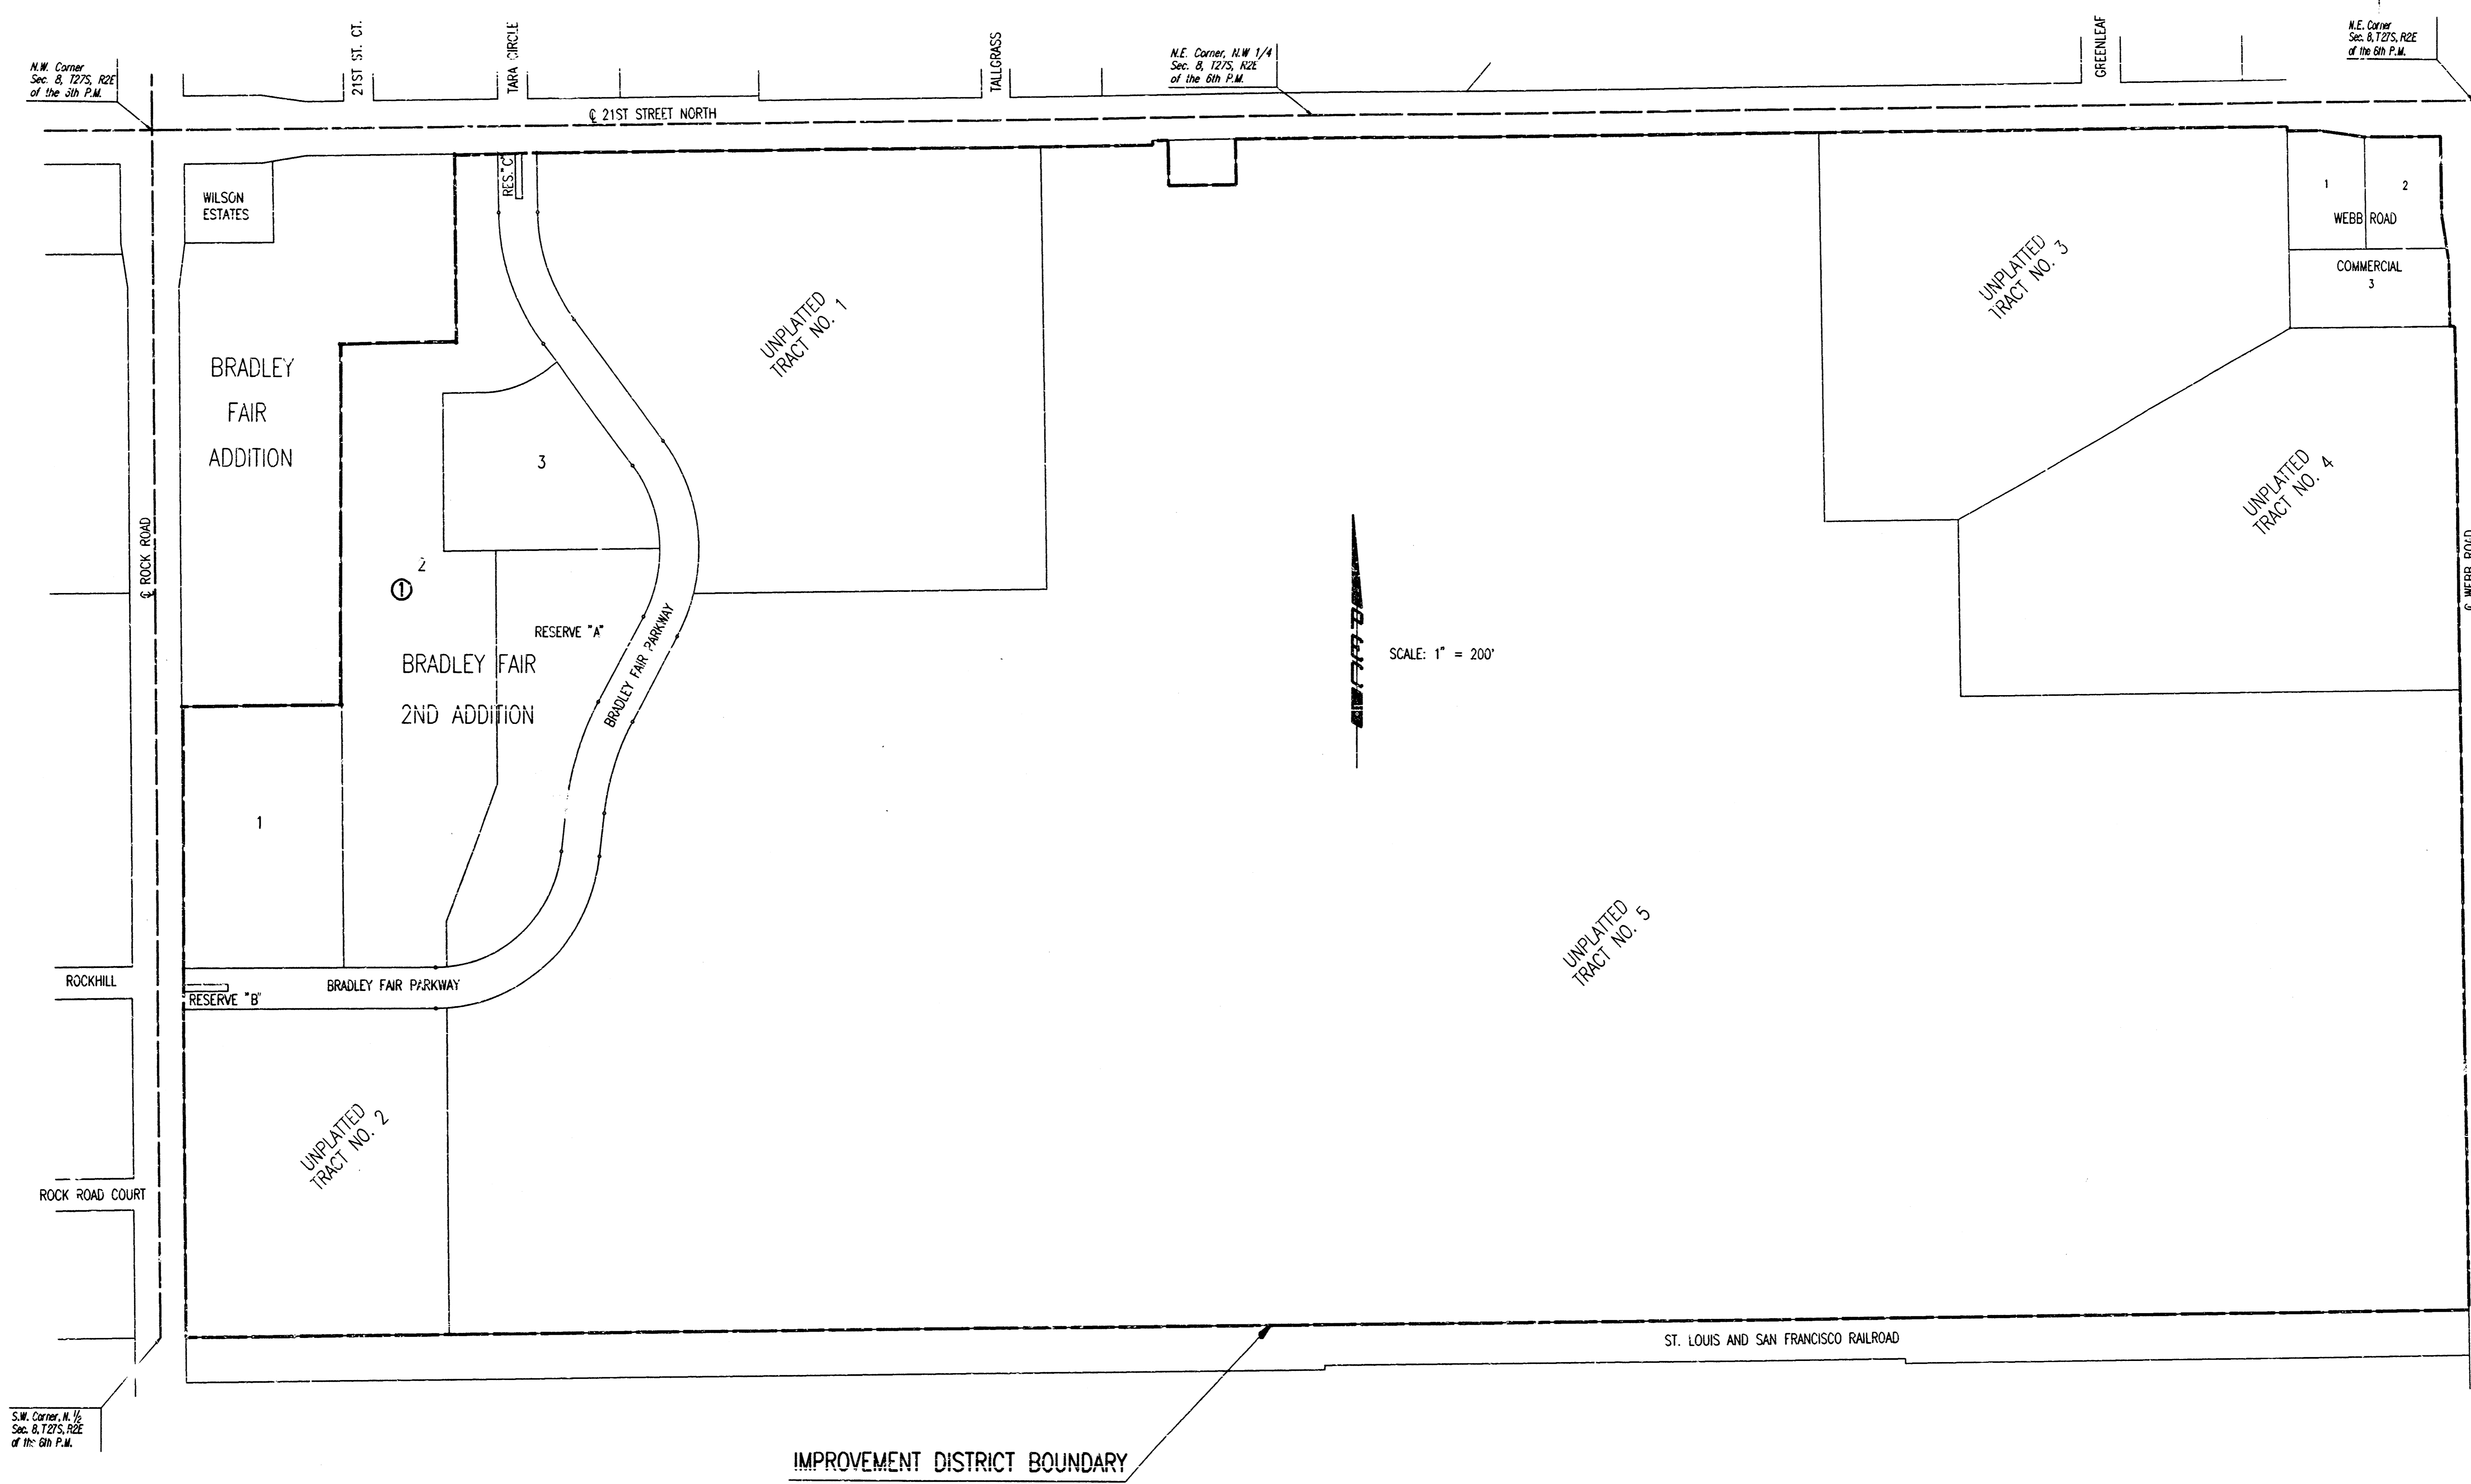 N.W. Corner
Sec. 8, T27S, R2E
of the 6th P.M.
21ST ST. CT.
TARA CIRCLE
TALLGRASS
N.E. Corner, N.W 1/4
Sec. 8, T27S, R2E
of the 6th P.M.
GREENLEAF
N.E. Corner
Sec. 8, T27S, R2E
of the 6th P.M.
℄ 21ST STREET NORTH
WILSON
ESTATES
RES. "C"
1
2
WEBB ROAD
COMMERCIAL
3
UNPLATTED
TRACT NO. 1
UNPLATTED
TRACT NO. 3
BRADLEY
FAIR
ADDITION
3
UNPLATTED
TRACT NO. 4
℄ ROCK ROAD
℄ WEBB ROAD
2
1
RESERVE "A"
BRADLEY FAIR
2ND ADDITION
BRADLEY FAIR PARKWAY
SCALE: 1" = 200'
1
UNPLATTED
TRACT NO. 5
ROCKHILL
RESERVE "B"
BRADLEY FAIR PARKWAY
UNPLATTED
TRACT NO. 2
ROCK ROAD COURT
ST. LOUIS AND SAN FRANCISCO RAILROAD
S.W. Corner, N. ½
Sec. 8, T27S, R2E
of the 6th P.M.
IMPROVEMENT DISTRICT BOUNDARY